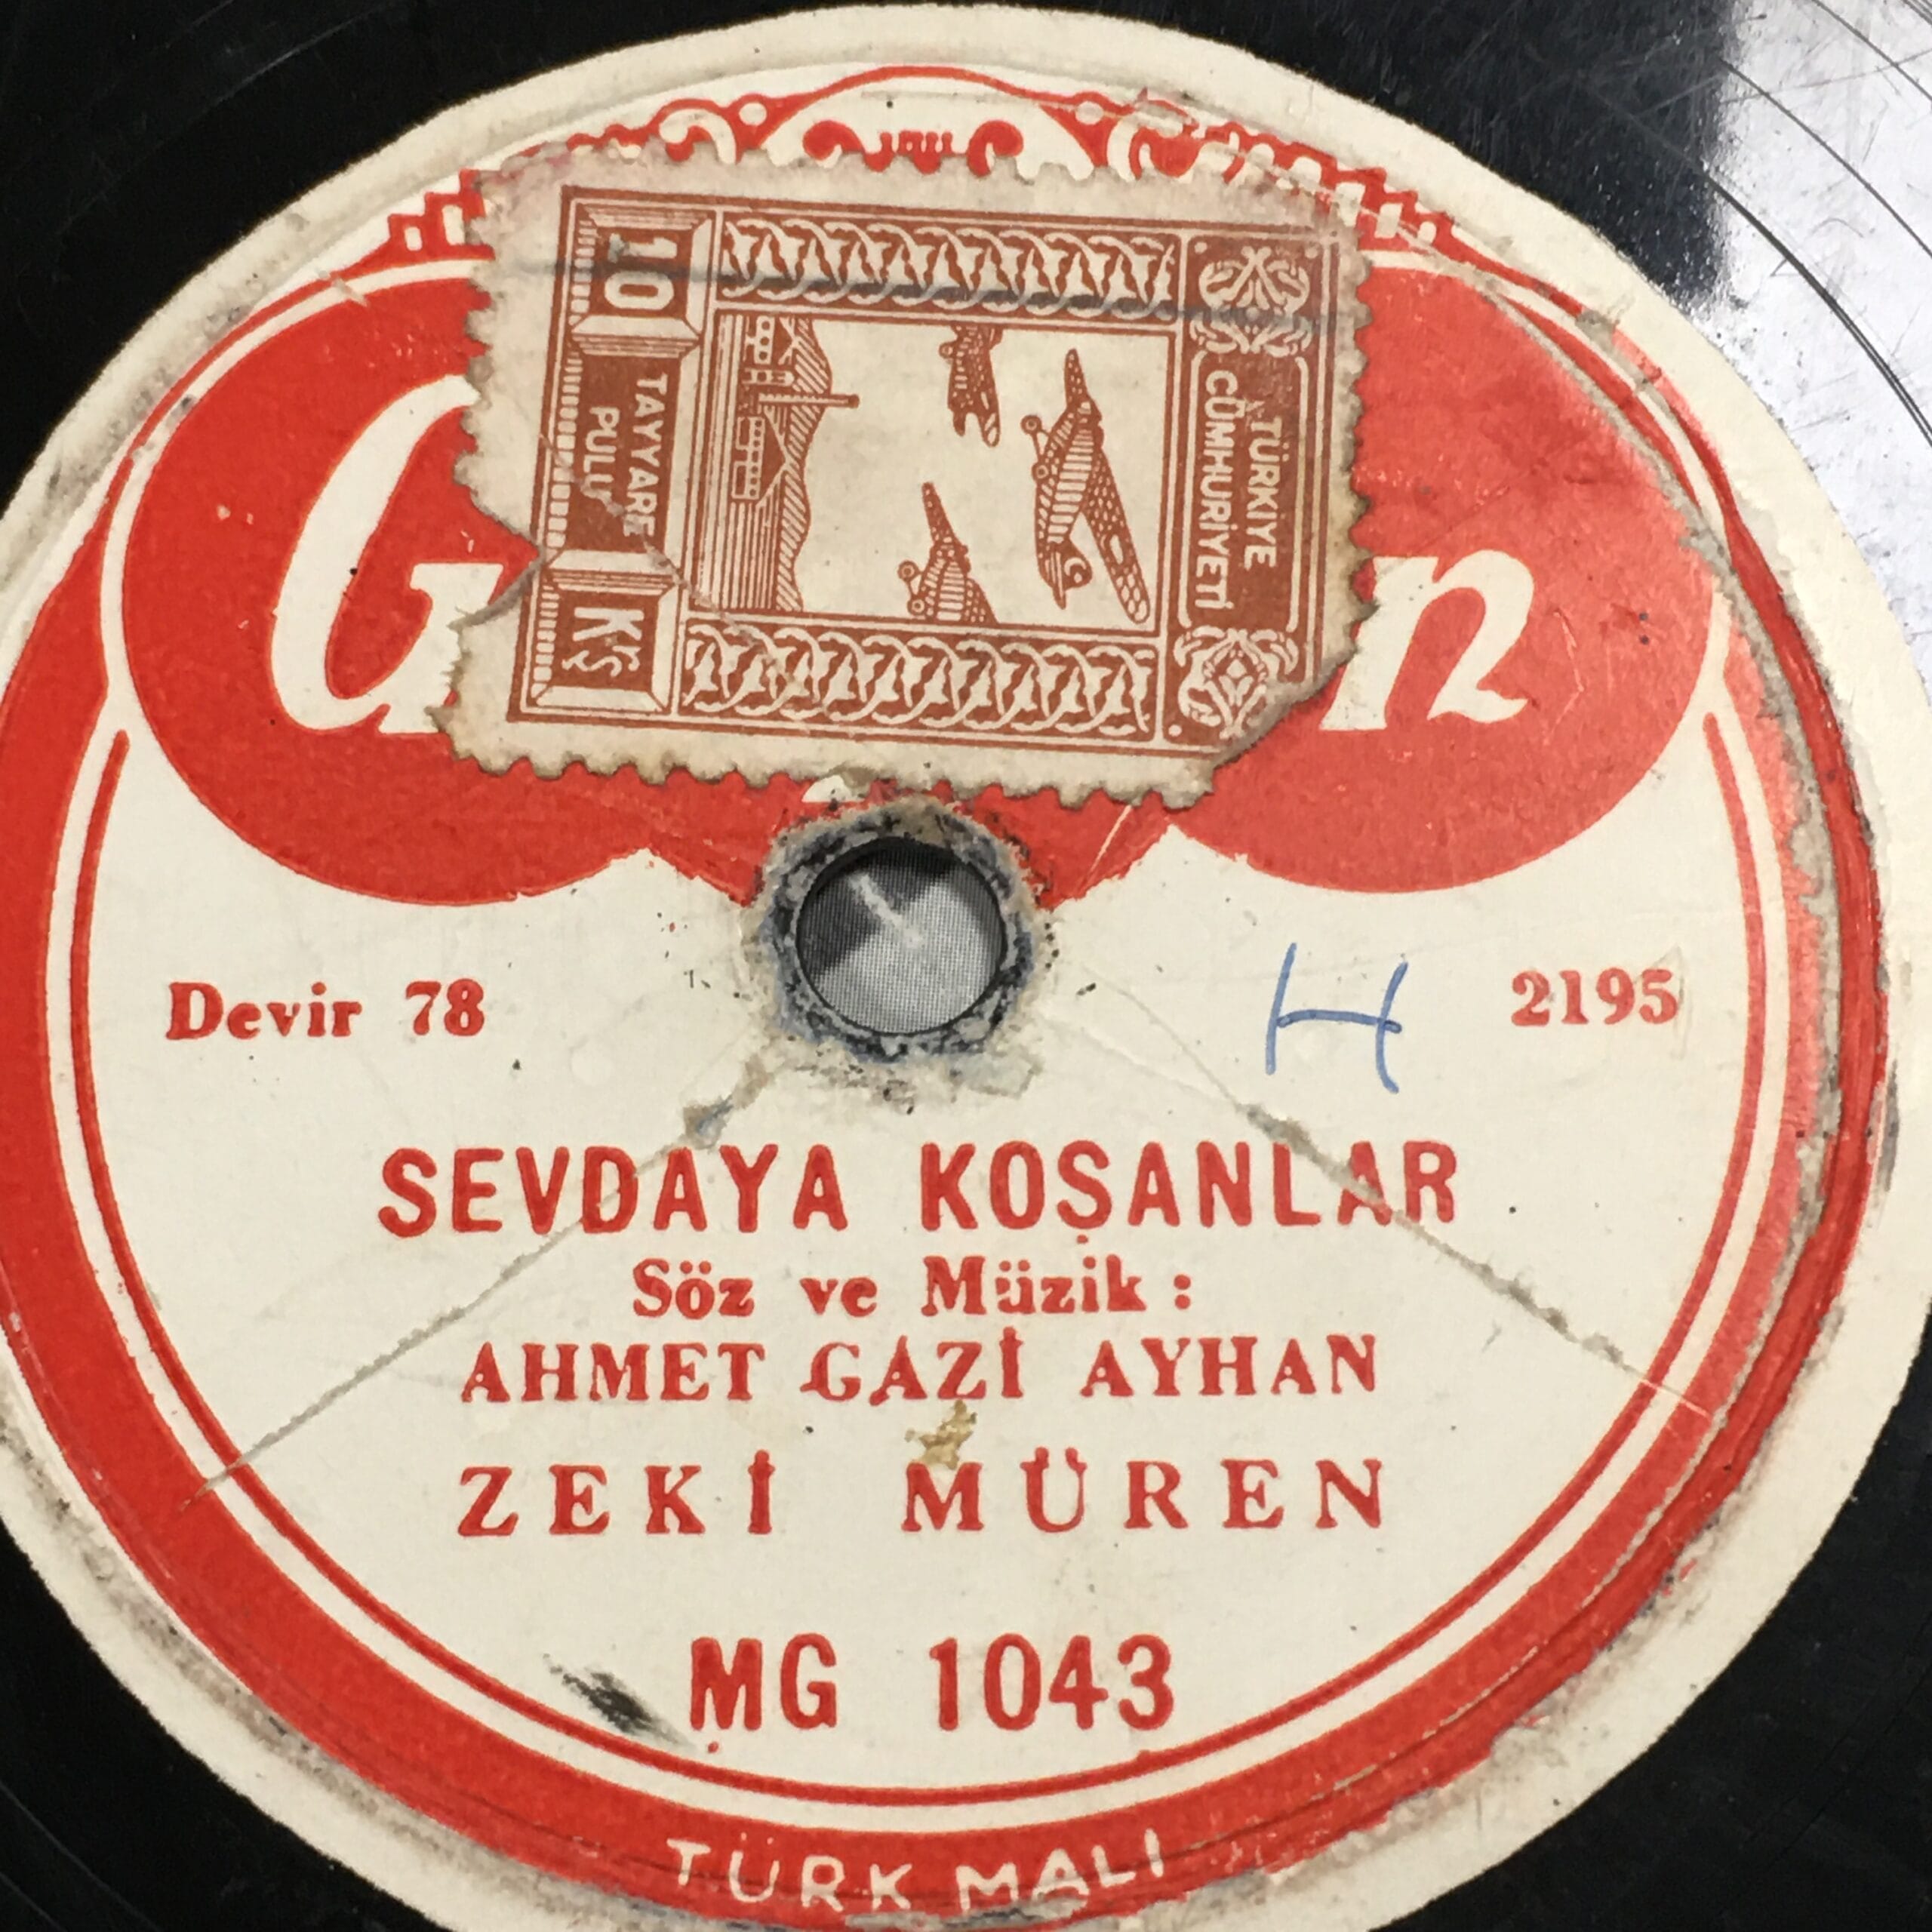 10
TAYYARE
PULU
Krş
TÜRKİYE
CÜMHURİYETİ
Devir 78
H
2195
SEVDAYA KOŞANLAR
Söz ve Müzik :
AHMET GAZİ AYHAN
ZEKİ MÜREN
MG 1043
TÜRK MALI